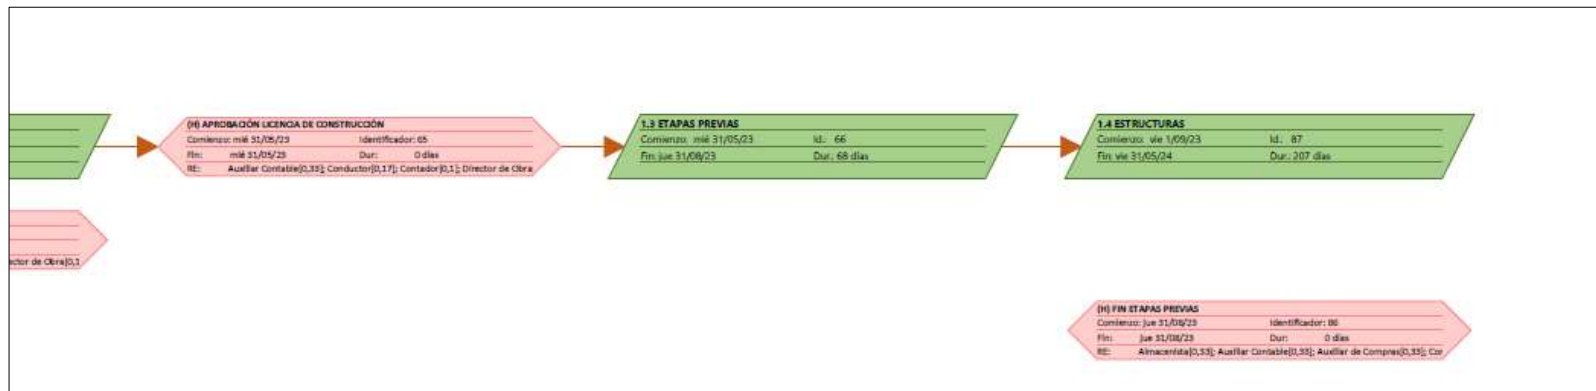 (H) APROBACIÓN LICENCIA DE CONSTRUCCIÓN
Comienzo: mié 31/05/23 Identificador: 65
Fin: mié 31/05/23 Dur: 0 días
RE: Auxiliar Contable[0,33]; Conductor[0,17]; Contador[0,1]; Director de Obra
1.3 ETAPAS PREVIAS
Comienzo: mié 31/05/23 Id.: 66
Fin: jue 31/08/23 Dur.: 68 días
1.4 ESTRUCTURAS
Comienzo: vie 1/09/23 Id.: 87
Fin: vie 31/05/24 Dur.: 207 días
ector de Obra[0,1
(H) FIN ETAPAS PREVIAS
Comienzo: jue 31/08/23 Identificador: 86
Fin: jue 31/08/23 Dur: 0 días
RE: Almacenista[0,33]; Auxiliar Contable[0,33]; Auxiliar de Compras[0,33]; Cor